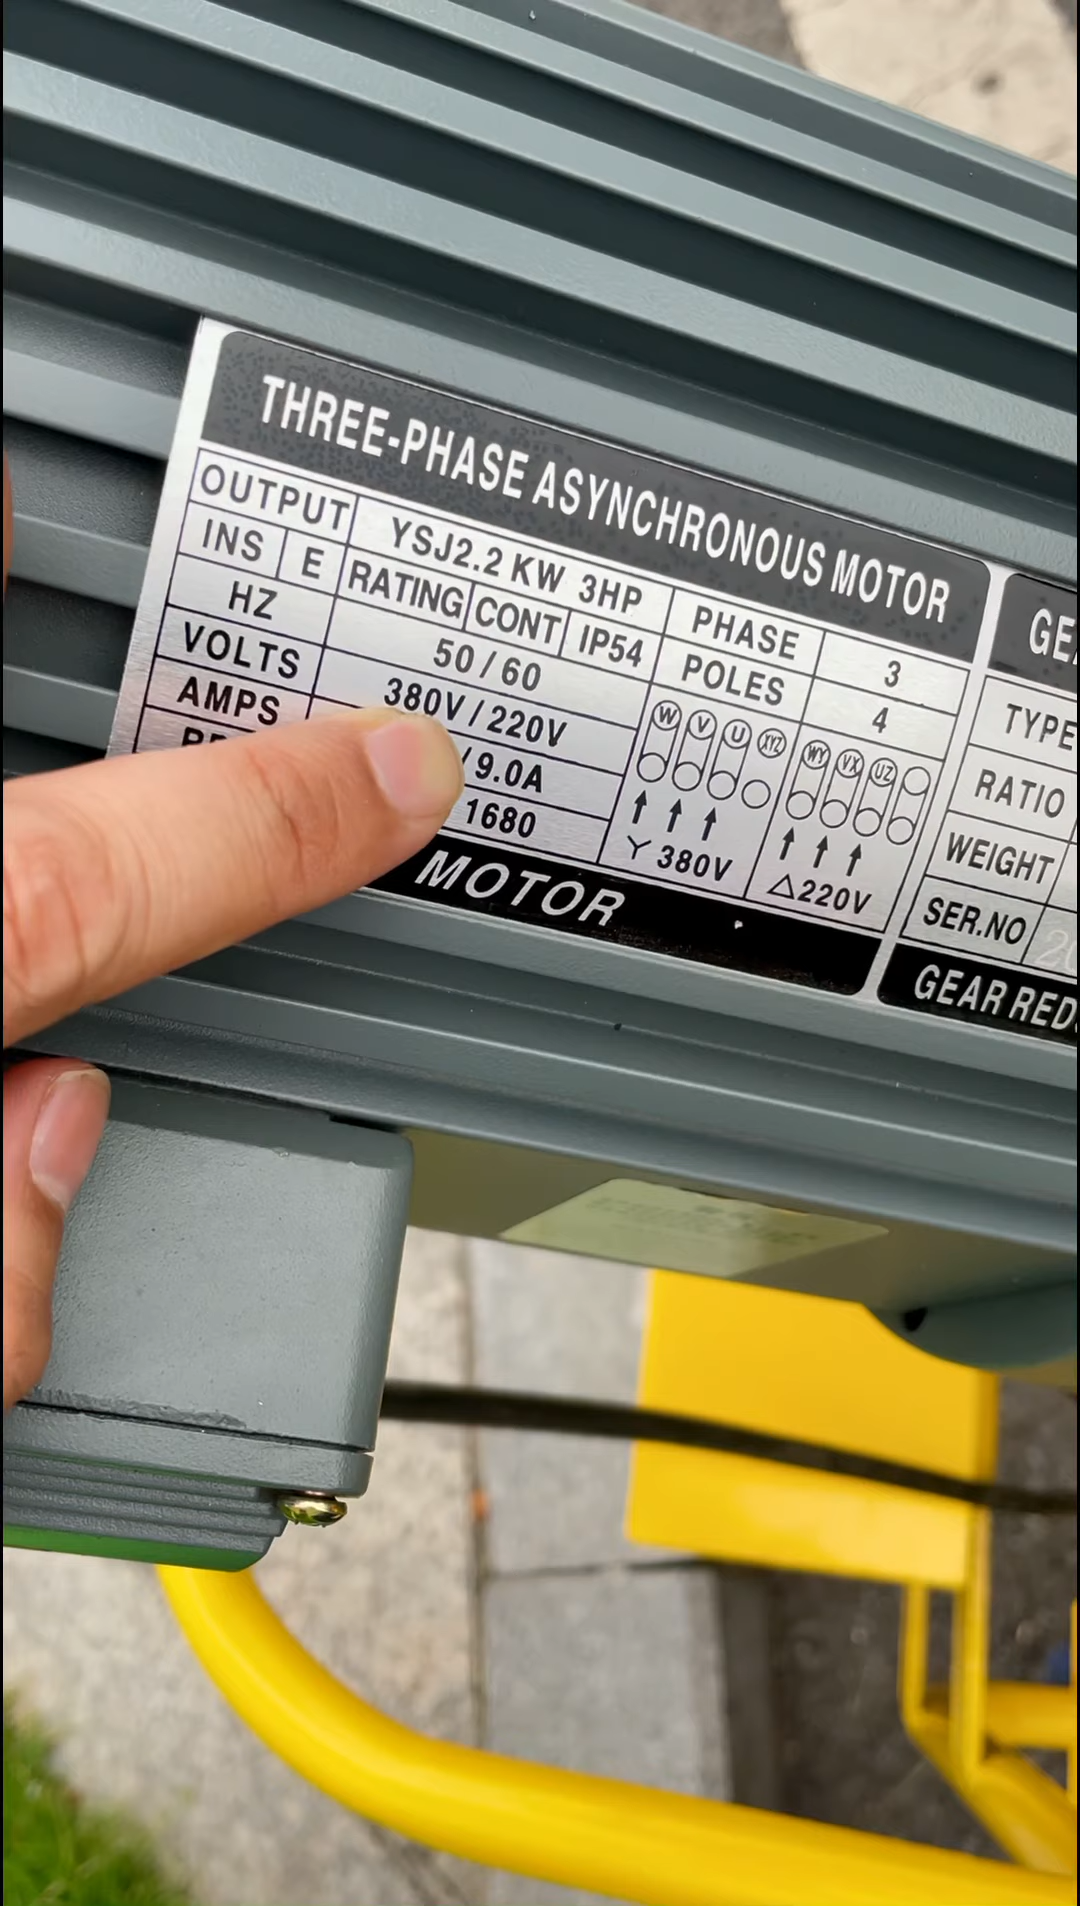 THREE-PHASE ASYNCHRONOUS MOTOR
OUTPUT YSJ2.2 KW 3HP PHASE 3
INS E RATING CONT IP54 POLES 4
HZ 50 / 60
VOLTS 380V / 220V
AMPS / 9.0A
1680
W V U XYZ WY VX UZ
Y 380V △220V
MOTOR
TYPE
RATIO
WEIGHT
SER.NO
GEAR